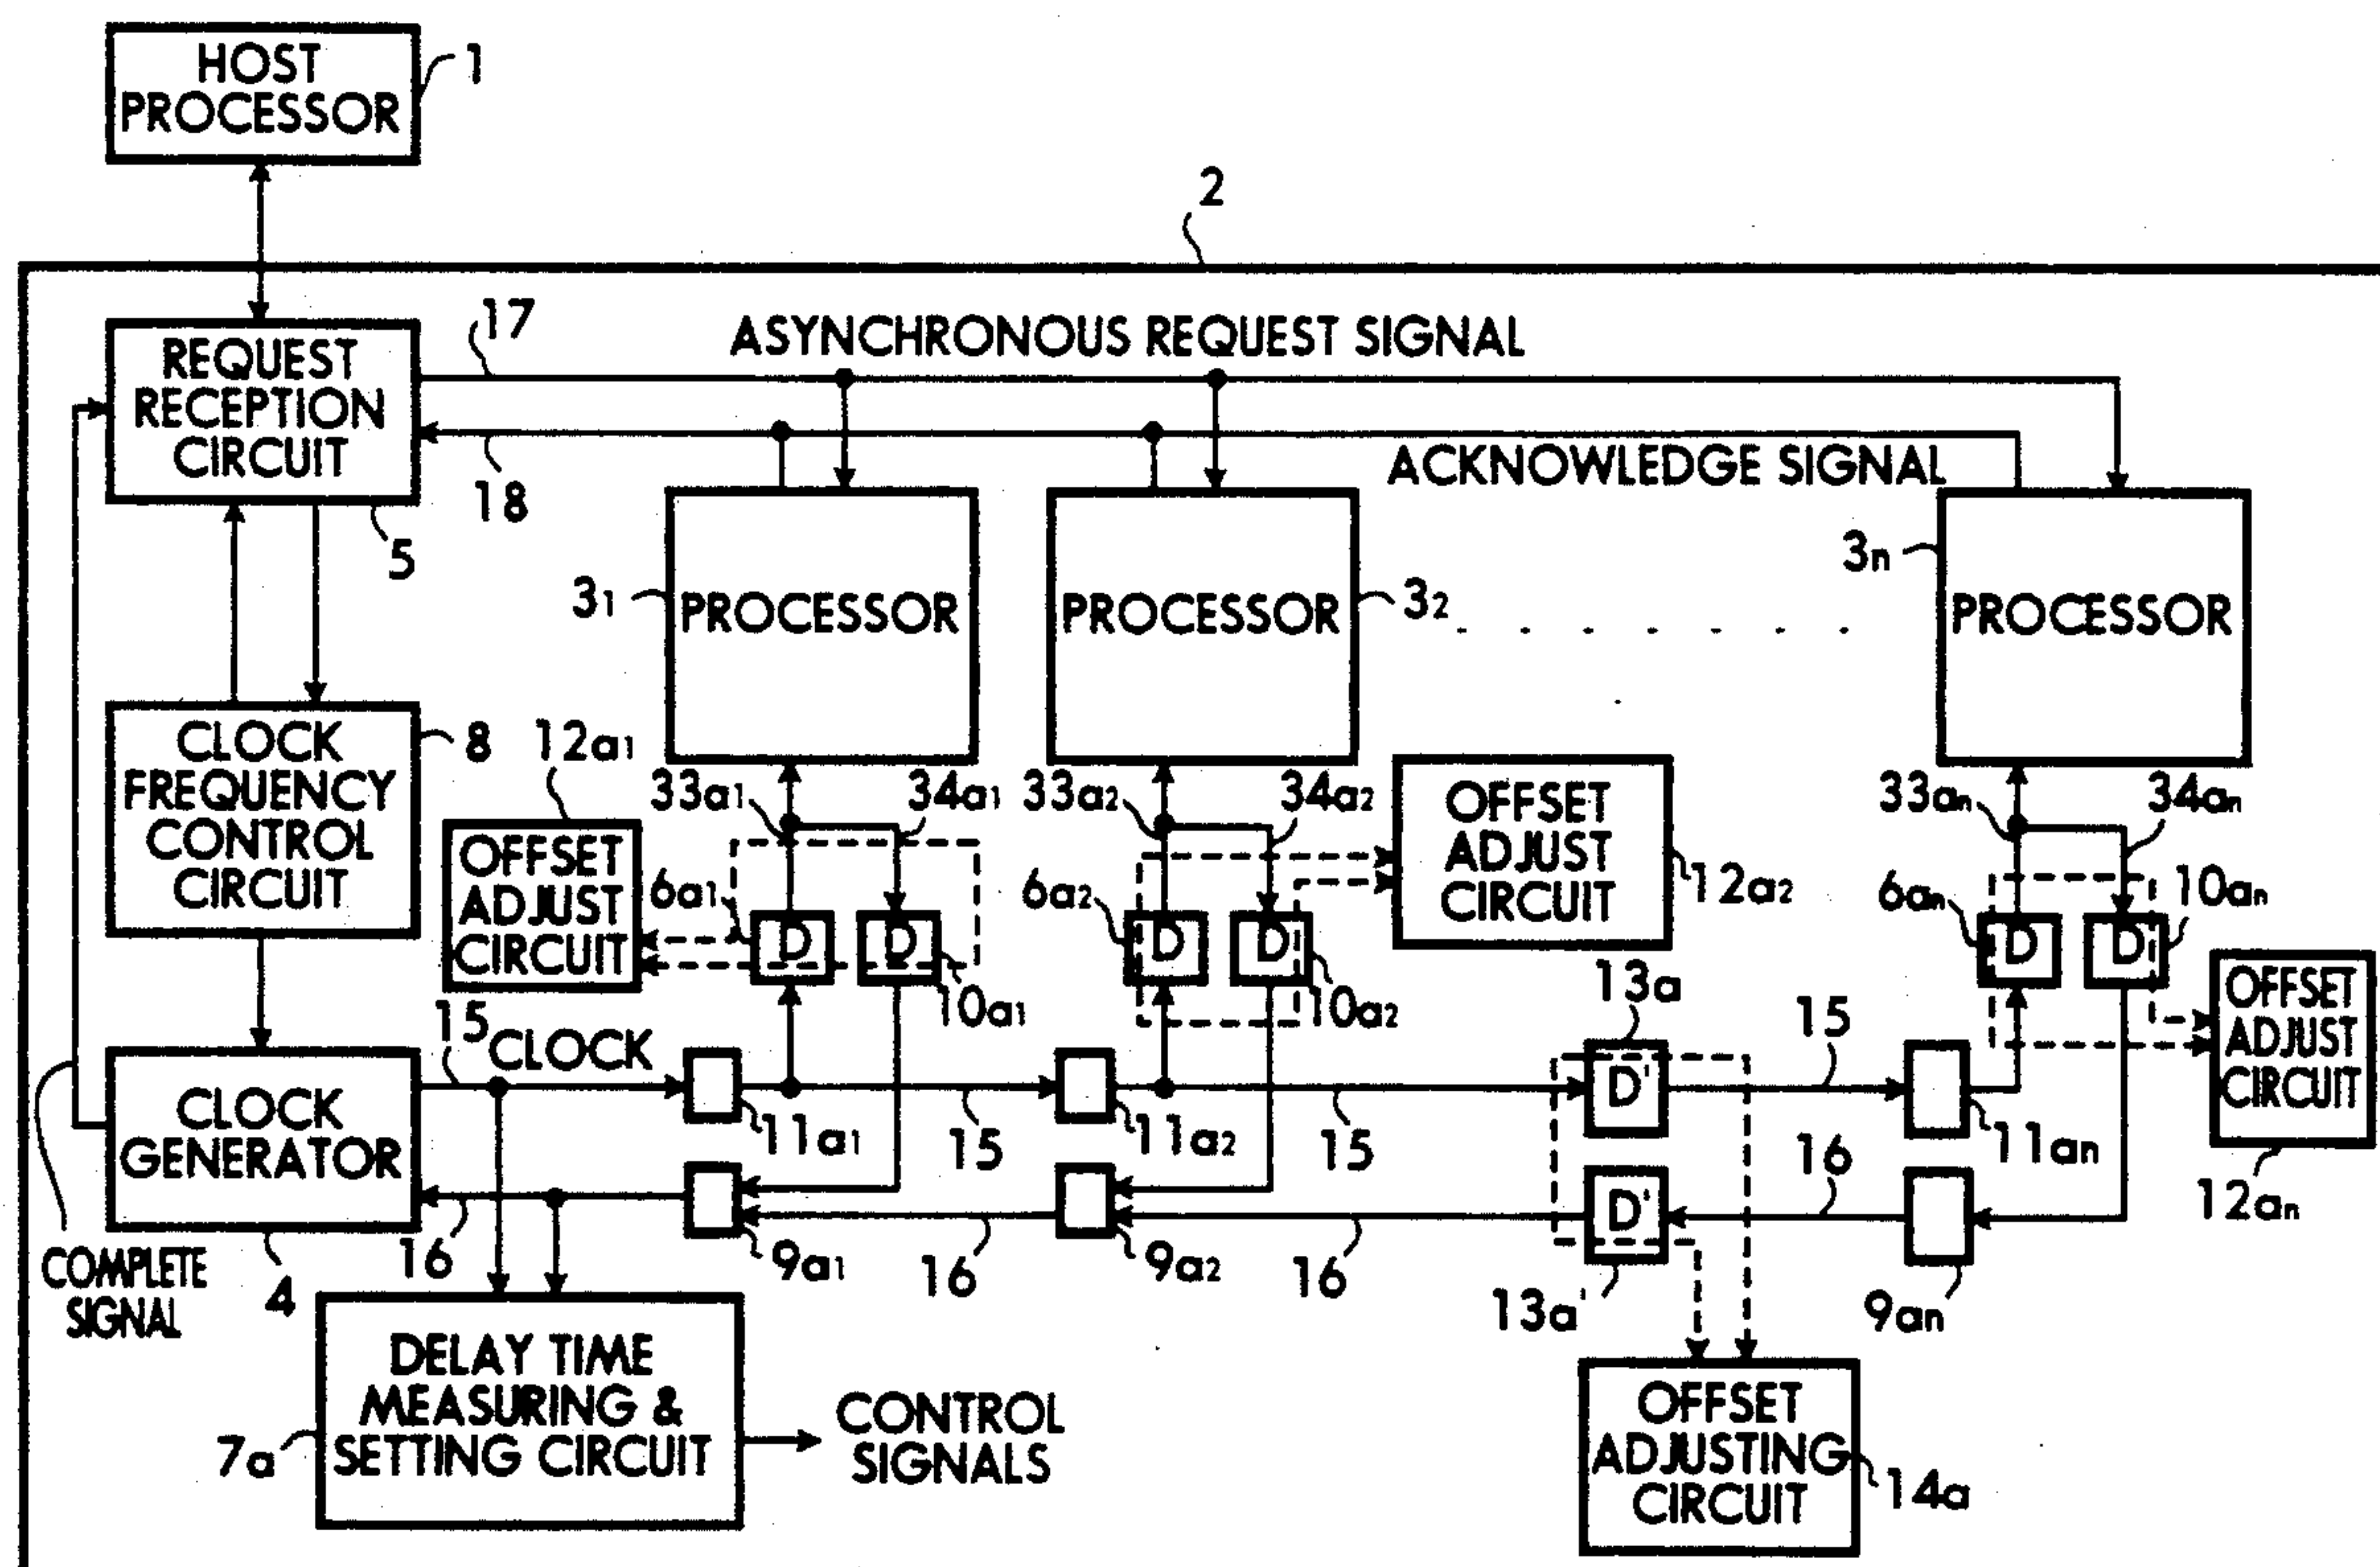 HOST
PROCESSOR
1
2
REQUEST
RECEPTION
CIRCUIT
5
17
ASYNCHRONOUS REQUEST SIGNAL
18
ACKNOWLEDGE SIGNAL
31
PROCESSOR
PROCESSOR
32
3n
PROCESSOR
CLOCK
FREQUENCY
CONTROL
CIRCUIT
8
12a1
OFFSET
ADJUST
CIRCUIT
33a1
34a1
6a1
D
D
10a1
33a2
34a2
6a2
D
D
10a2
OFFSET
ADJUST
CIRCUIT
12a2
33an
34an
6an
D
D
10an
OFFSET
ADJUST
CIRCUIT
12an
CLOCK
GENERATOR
4
COMPLETE
SIGNAL
15
CLOCK
11a1
15
11a2
15
13a
D'
15
11an
16
9a1
16
9a2
16
D'
13a'
16
9an
DELAY TIME
MEASURING &
SETTING CIRCUIT
7a
CONTROL
SIGNALS
OFFSET
ADJUSTING
CIRCUIT
14a